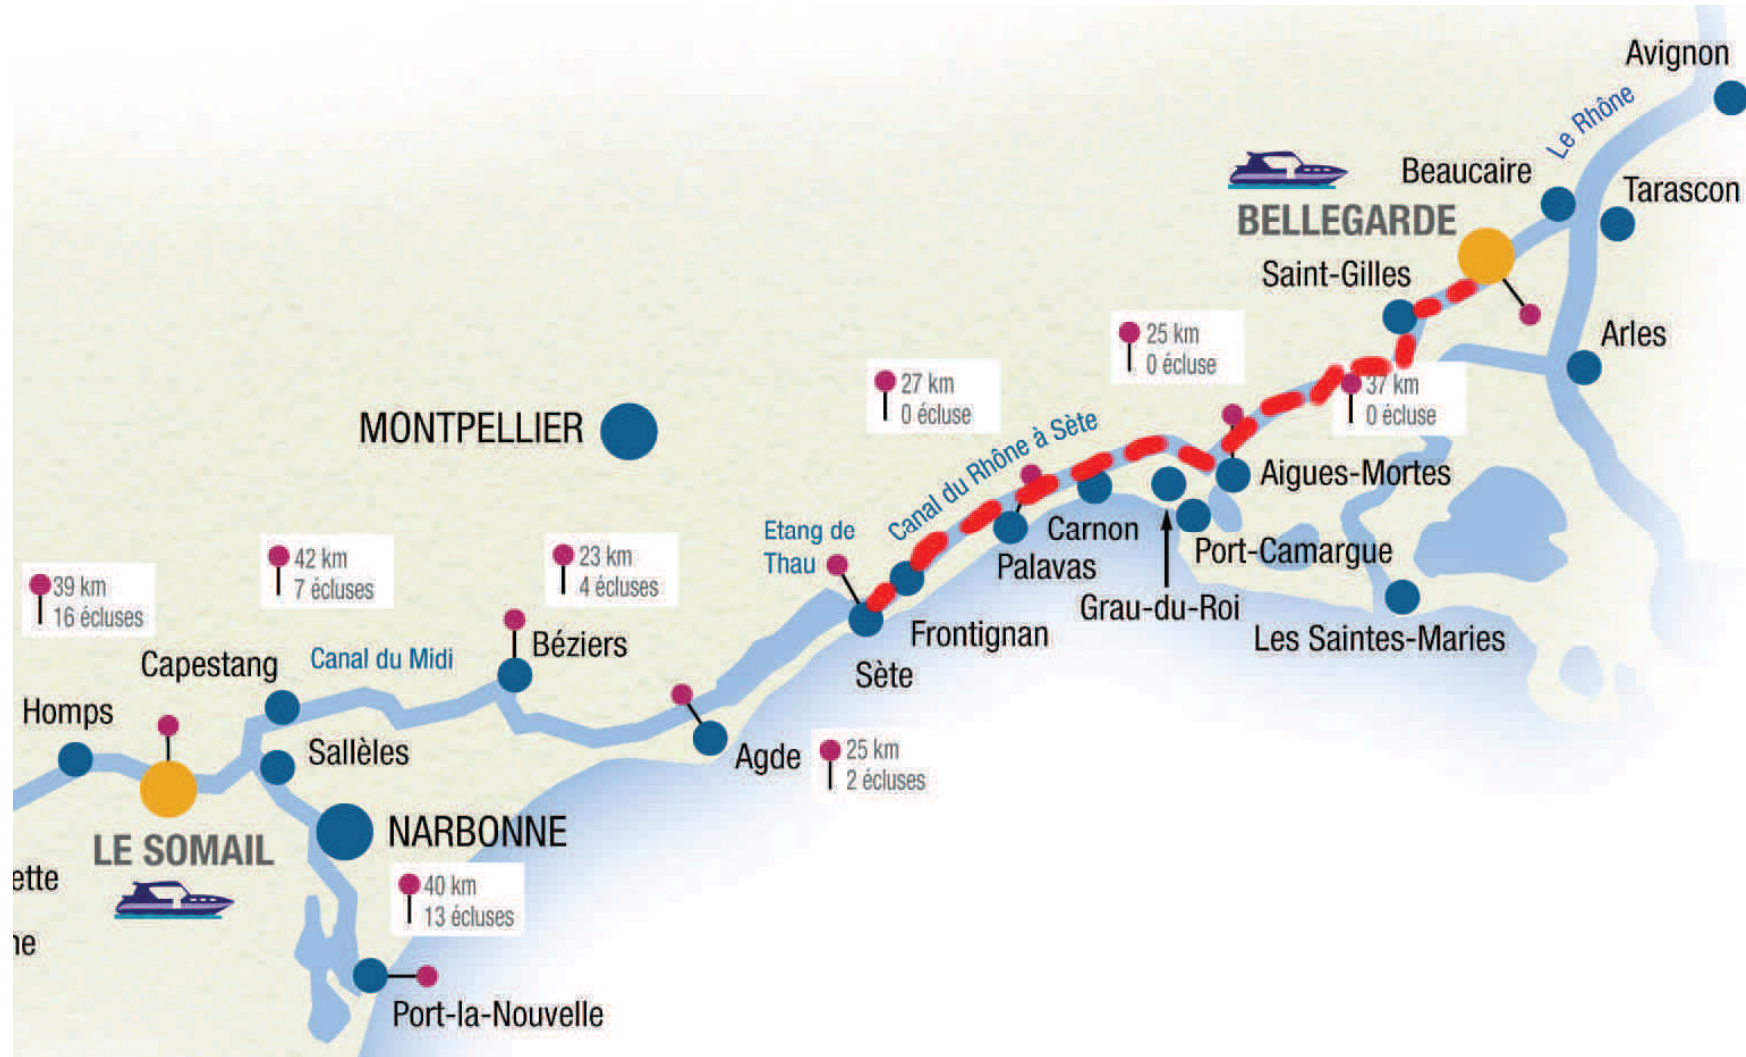 Avignon
Le Rhône
Beaucaire
Tarascon
BELLEGARDE
Saint-Gilles
Arles
25 km
0 écluse
27 km
0 écluse
37 km
0 écluse
MONTPELLIER
Canal du Rhône à Sète
Aigues-Mortes
Etang de
Thau
Carnon
Palavas
Port-Camargue
Grau-du-Roi
Les Saintes-Maries
Frontignan
Sète
23 km
4 écluses
42 km
7 écluses
39 km
16 écluses
Béziers
Canal du Midi
Capestang
Homps
Sallèles
Agde
25 km
2 écluses
NARBONNE
LE SOMAIL
ette
40 km
13 écluses
ne
Port-la-Nouvelle